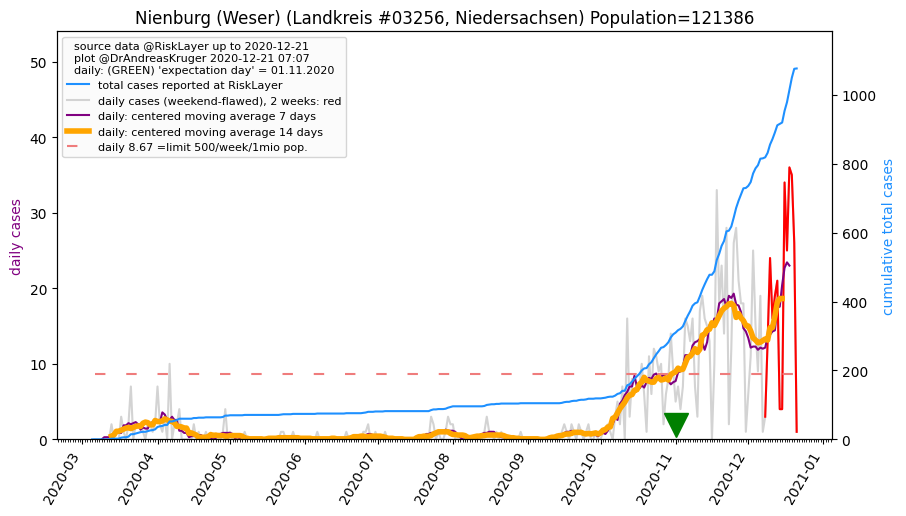 Nienburg (Weser) (Landkreis #03256, Niedersachsen) Population=121386
source data @RiskLayer up to 2020-12-21
plot @DrAndreasKruger 2020-12-21 07:07
daily: (GREEN) 'expectation day' = 01.11.2020
total cases reported at RiskLayer
daily cases (weekend-flawed), 2 weeks: red
daily: centered moving average 7 days
daily: centered moving average 14 days
daily 8.67 =limit 500/week/1mio pop.
daily cases
50
40
30
20
10
0
cumulative total cases
1000
800
600
400
200
0
2020-03
2020-04
2020-05
2020-06
2020-07
2020-08
2020-09
2020-10
2020-11
2020-12
2021-01